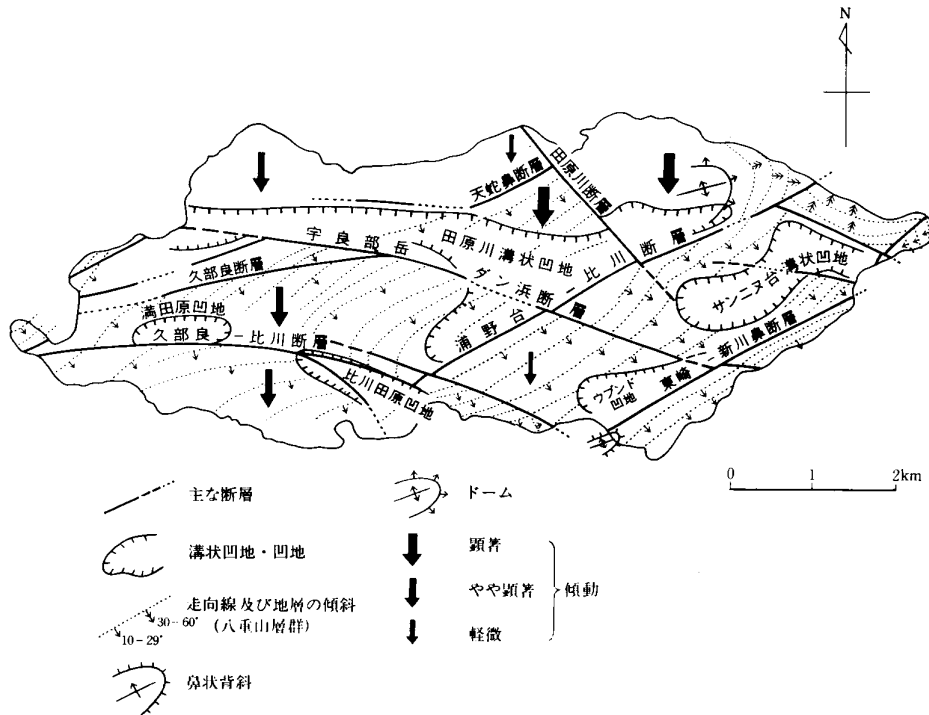 N
田原川断層
天蛇鼻断層
宇良部岳
田原川溝状凹地
久部良断層
満田原凹地
久部良―比川断層
ダンノ浜断層
浦野台―比川断層
比川田原凹地
サンニヌ台溝状凹地
ウブンド
凹地
東崎―新川鼻断層
0 1 2km
主な断層
溝状凹地・凹地
走向線及び地層の傾斜
(八重山層群)
30-60°
10-29°
鼻状背斜
ドーム
顕著
やや顕著
軽微
傾動